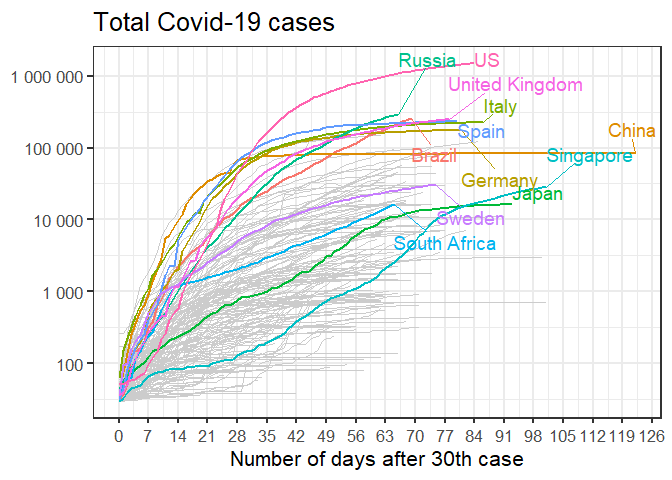 Total Covid-19 cases
Russia
US
1 000 000
United Kingdom
Italy
Spain
China
100 000
Brazil
Singapore
Germany
Japan
10 000
Sweden
South Africa
1 000
100
0 7 14 21 28 35 42 49 56 63 70 77 84 91 98 105 112 119 126
Number of days after 30th case